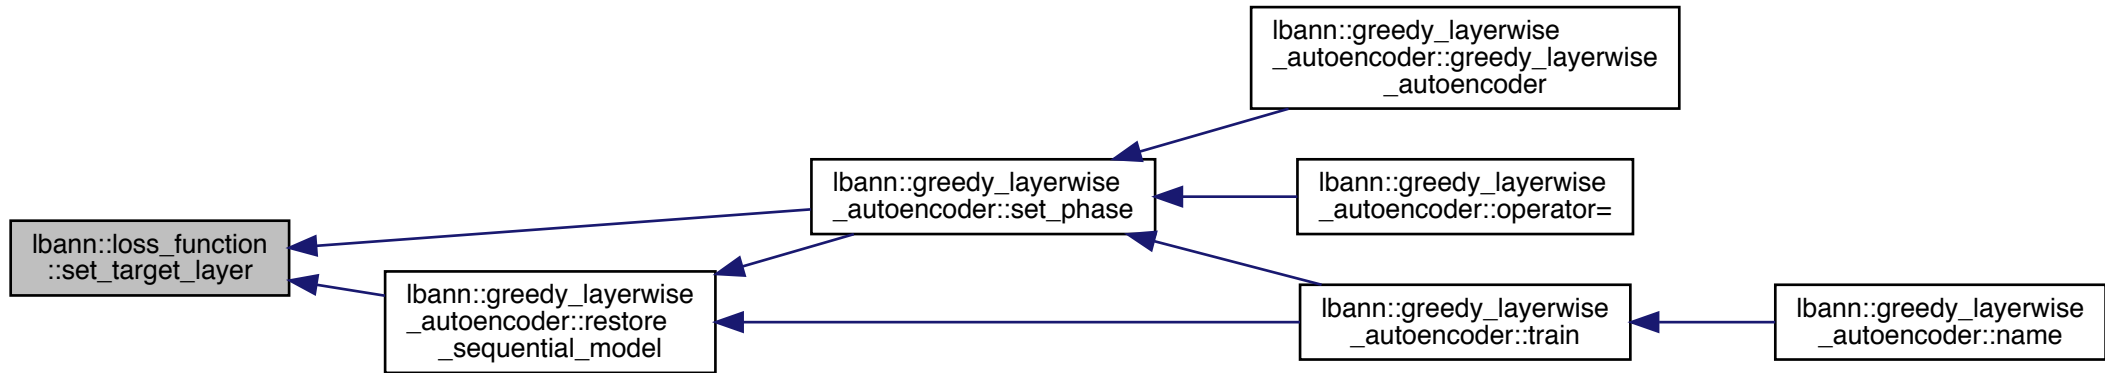 lbann::greedy_layerwise
_autoencoder::greedy_layerwise
_autoencoder
lbann::greedy_layerwise
_autoencoder::set_phase
lbann::greedy_layerwise
_autoencoder::operator=
lbann::loss_function
::set_target_layer
lbann::greedy_layerwise
_autoencoder::restore
_sequential_model
lbann::greedy_layerwise
_autoencoder::train
lbann::greedy_layerwise
_autoencoder::name